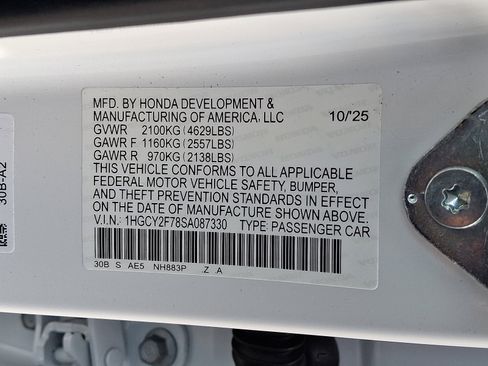 MFD. BY HONDA DEVELOPMENT &
MANUFACTURING OF AMERICA, LLC 10/'25
GVWR 2100KG (4629LBS)
GAWR F 1160KG (2557LBS)
GAWR R 970KG (2138LBS)
THIS VEHICLE CONFORMS TO ALL APPLICABLE
FEDERAL MOTOR VEHICLE SAFETY, BUMPER,
AND THEFT PREVENTION STANDARDS IN EFFECT
ON THE DATE OF MANUFACTURE SHOWN ABOVE.
V.I.N.: 1HGCY2F78SA087330 TYPE: PASSENGER CAR
30B S AE5 NH883P Z A
30B-A2